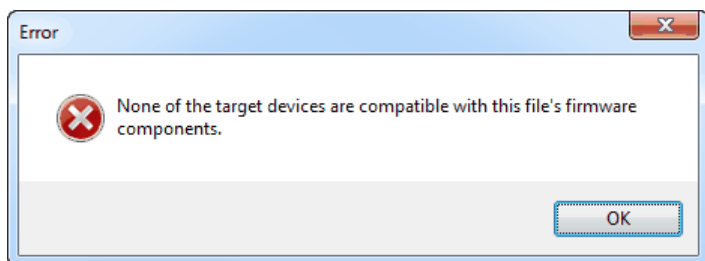 Error
None of the target devices are compatible with this file's firmware
components.
OK